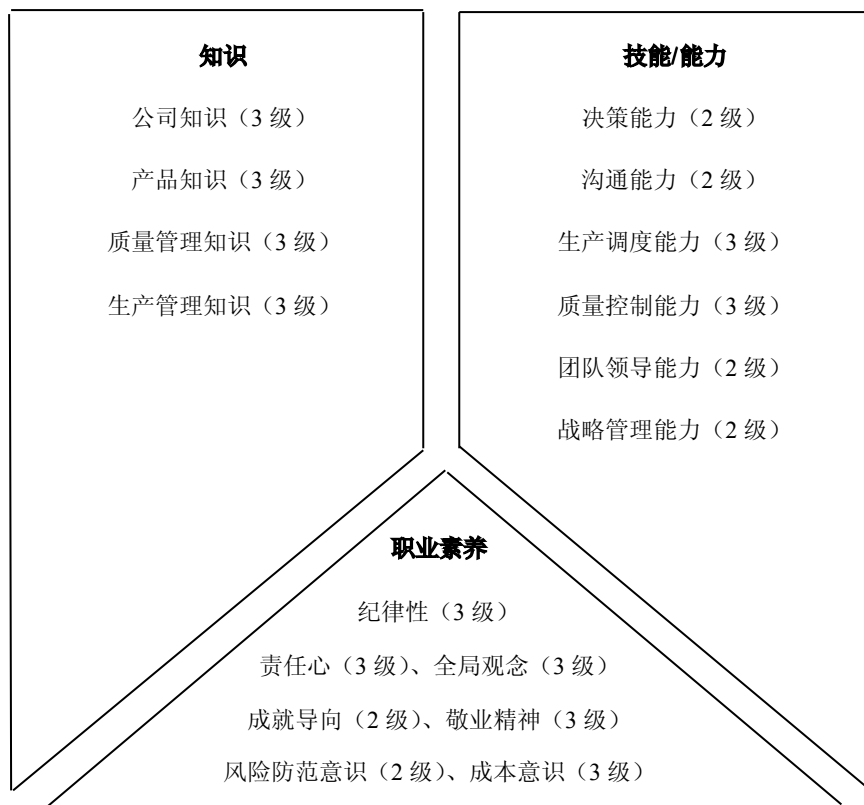 知识
公司知识（3 级）
产品知识（3 级）
质量管理知识（3 级）
生产管理知识（3 级）
技能/能力
决策能力（2 级）
沟通能力（2 级）
生产调度能力（3 级）
质量控制能力（3 级）
团队领导能力（2 级）
战略管理能力（2 级）
职业素养
纪律性（3 级）
责任心（3 级）、全局观念（3 级）
成就导向（2 级）、敬业精神（3 级）
风险防范意识（2 级）、成本意识（3 级）